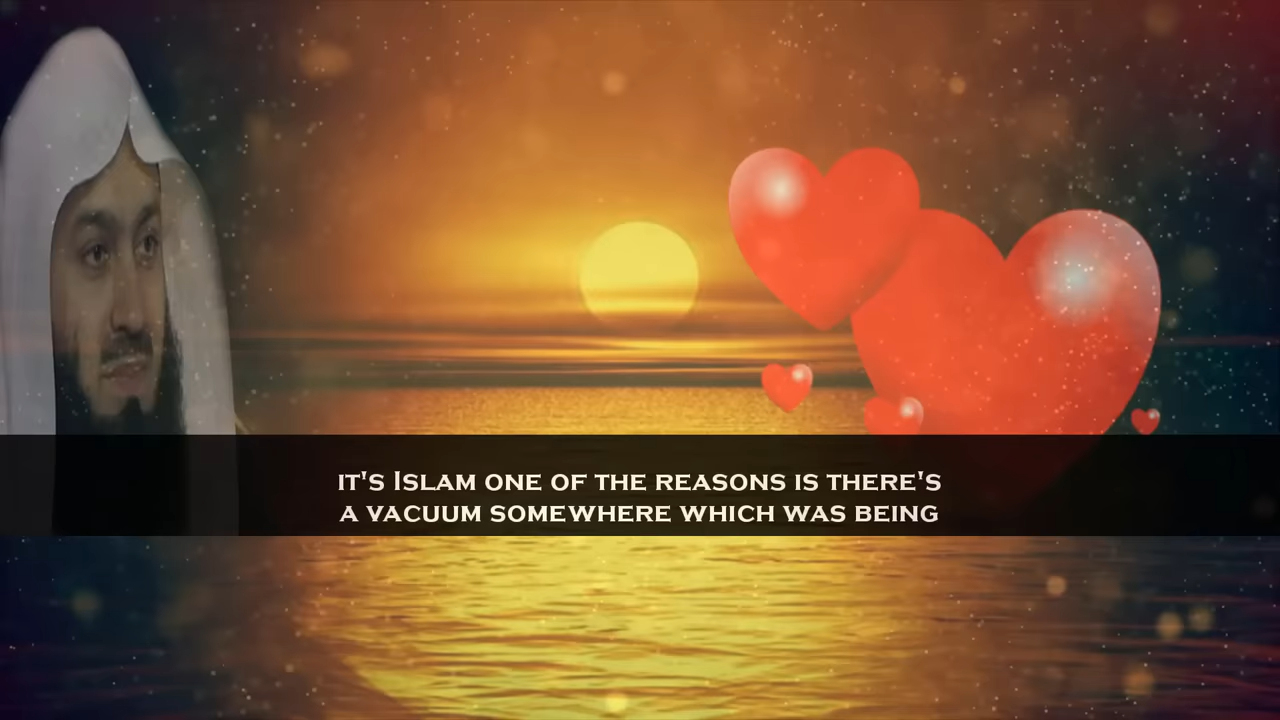 IT'S ISLAM ONE OF THE REASONS IS THERE'S
A VACUUM SOMEWHERE WHICH WAS BEING